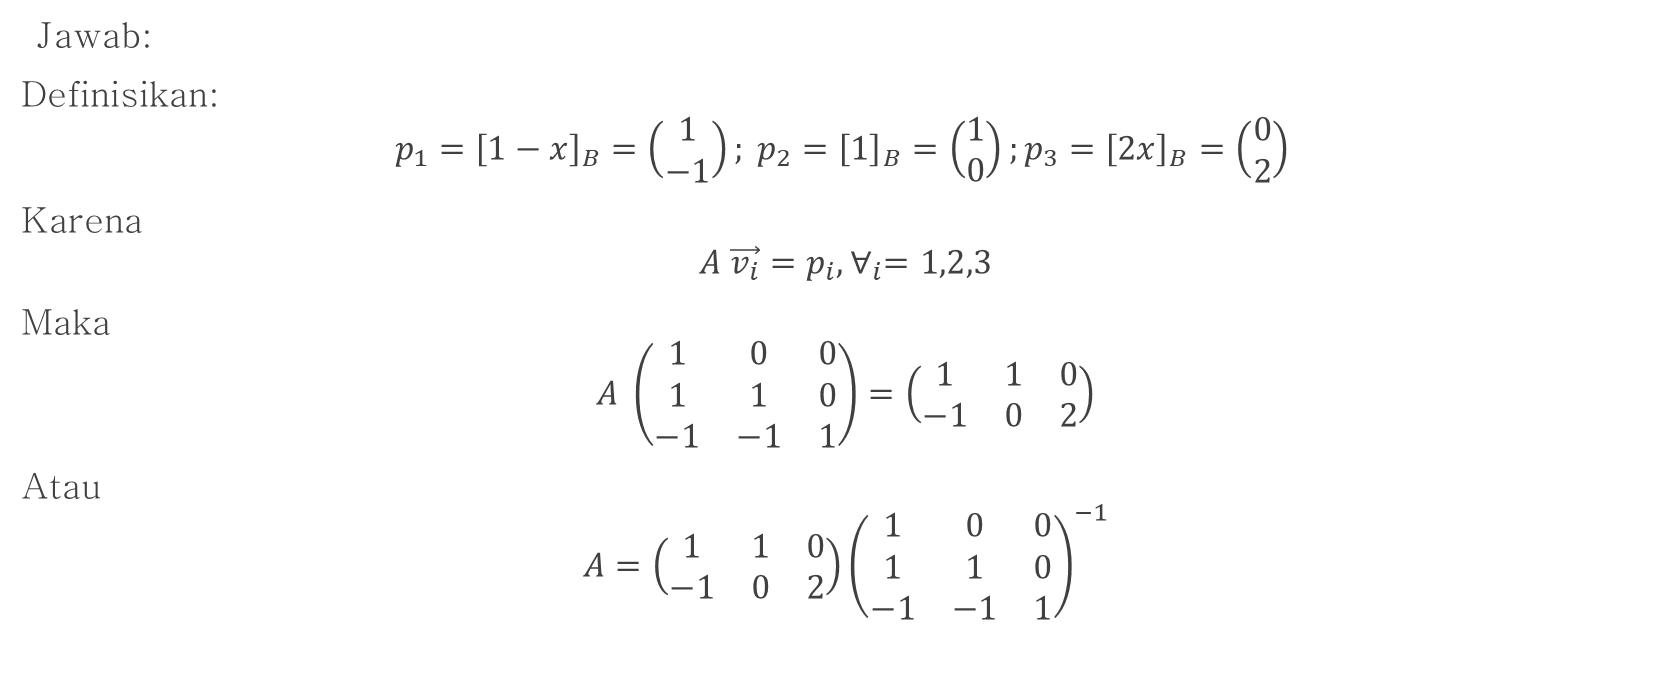 Jawab:
Definisikan:
p₁ = [1 − x]_B = (1 −1); p₂ = [1]_B = (1 0); p₃ = [2x]_B = (0 2)
Karena
A v⃗ᵢ = pᵢ, ∀ᵢ= 1,2,3
Maka
A (1 0 0
1 1 0
−1 −1 1) = (1 1 0
−1 0 2)
Atau
A = (1 1 0
−1 0 2) (1 0 0
1 1 0
−1 −1 1)⁻¹